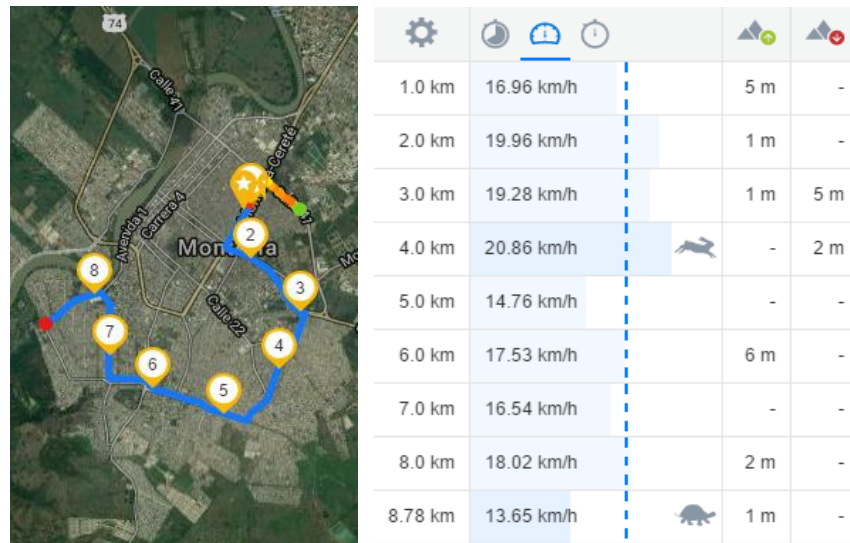 74
Calle 41
-Cereté
Avenida 1
Carrera 4
2
Mon
Mo
8
3
Calle 22
7
4
6
5
1.0 km 16.96 km/h 5 m -
2.0 km 19.96 km/h 1 m -
3.0 km 19.28 km/h 1 m 5 m
4.0 km 20.86 km/h - 2 m
5.0 km 14.76 km/h - -
6.0 km 17.53 km/h 6 m -
7.0 km 16.54 km/h - -
8.0 km 18.02 km/h 2 m -
8.78 km 13.65 km/h 1 m -